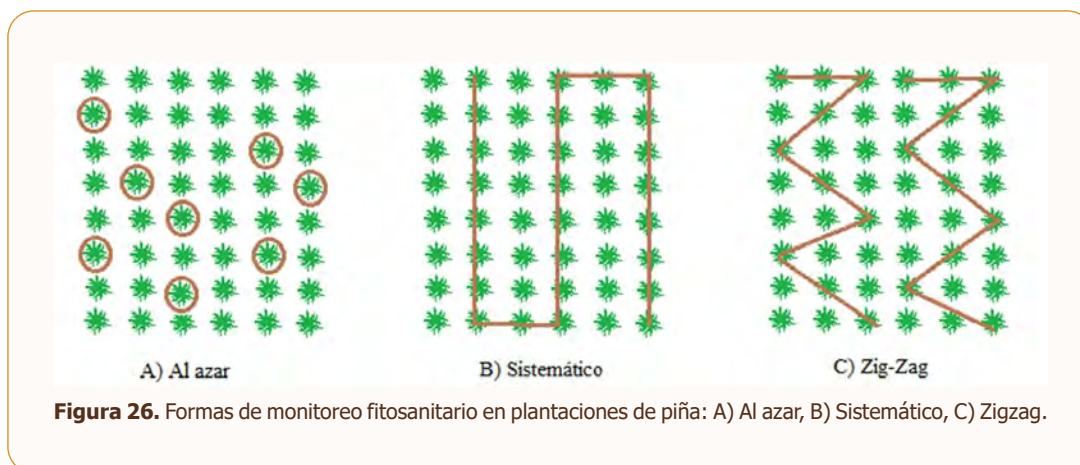 A) Al azar
B) Sistemático
C) Zig-Zag
Figura 26. Formas de monitoreo fitosanitario en plantaciones de piña: A) Al azar, B) Sistemático, C) Zigzag.